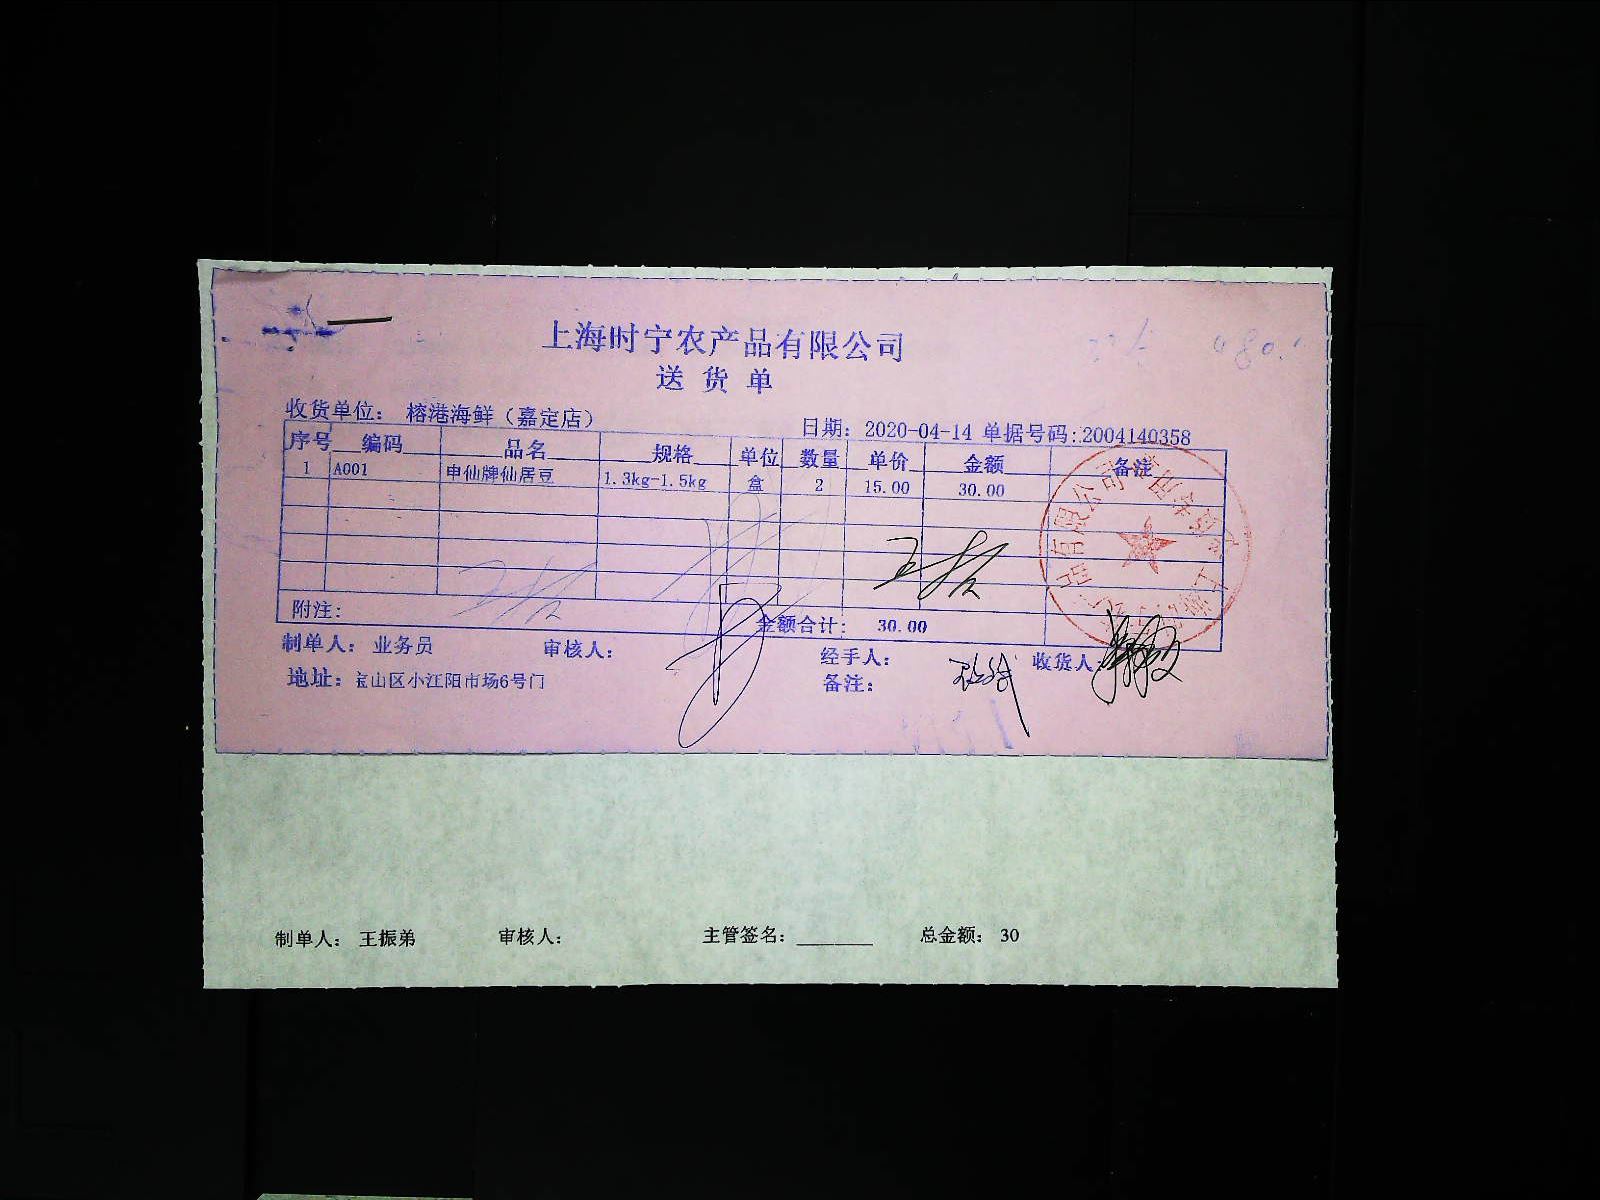 上海时宁农产品有限公司
送货单
收货单位： 榕港海鲜（嘉定店） 日期：2020-04-14 单据号码:2004140358
序号 编码 品名 规格 单位 数量 单价 金额 备注
1 A001 申仙牌仙居豆 1.3kg-1.5kg 盒 2 15.00 30.00
附注: 金额合计: 30.00
制单人：业务员 审核人: 经手人： 收货人:
地址：宝山区小江阳市场6号门 备注：
制单人： 王振弟 审核人: 主管签名: ________ 总金额： 30